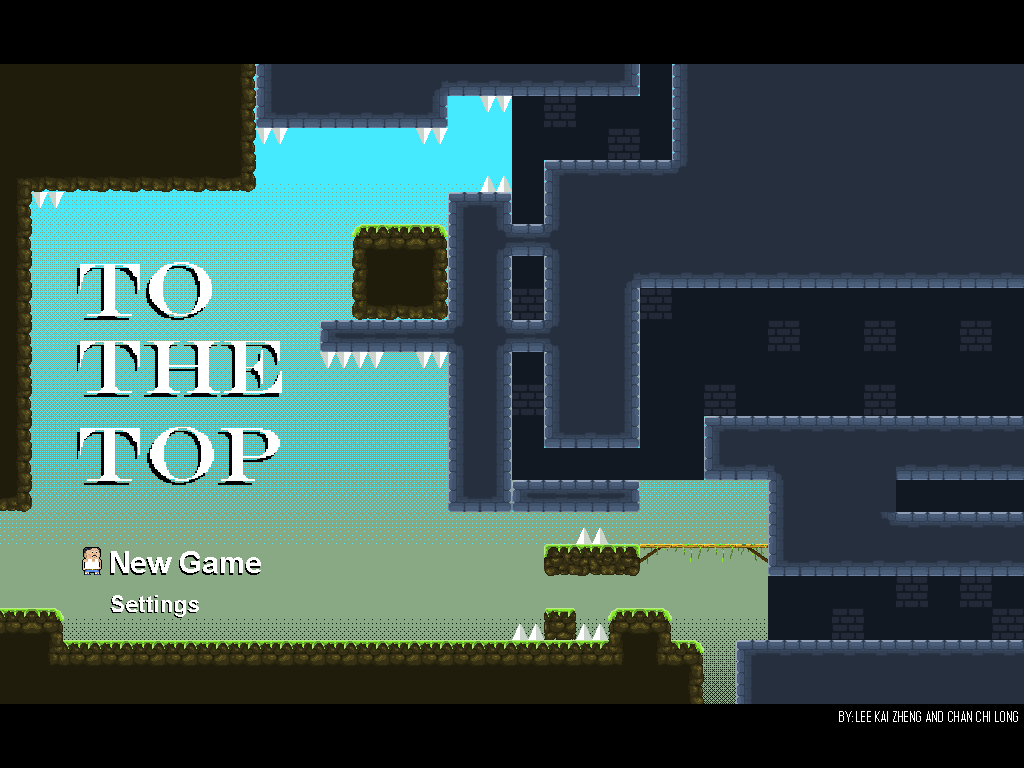 TO
THE
TOP
New Game
Settings
BY: LEE KAI ZHENG AND CHAN CHI LONG